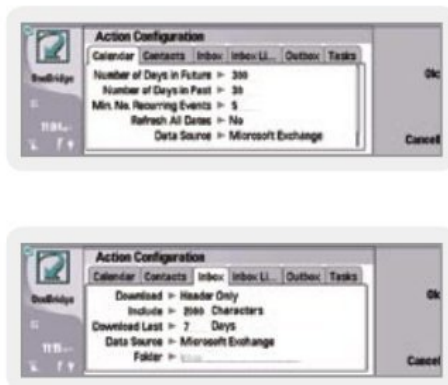 Action Configuration
Calendar Contacts Inbox Inbox Li... Outbox Tasks
OneBridge
Number of Days in Future 300
Number of Days in Past 30
Min. No. Recurring Events 5
Refresh All Dates No
Data Source Microsoft Exchange
Ok
Cancel
Action Configuration
Calendar Contacts Inbox Inbox Li... Outbox Tasks
OneBridge
Download Header Only
Include 2000 Characters
Download Last 7 Days
Data Source Microsoft Exchange
Folder
Ok
Cancel